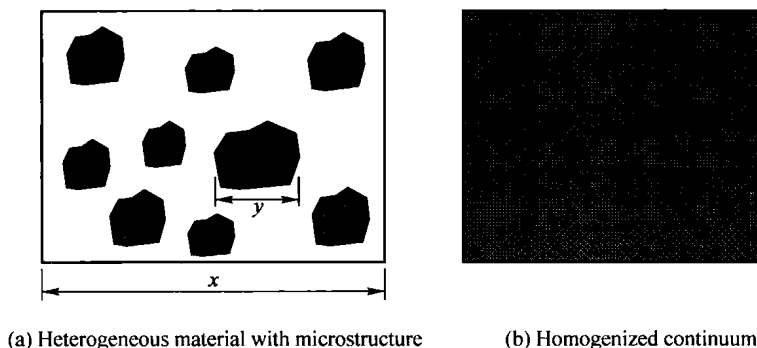 y
x
(a) Heterogeneous material with microstructure
(b) Homogenized continuum